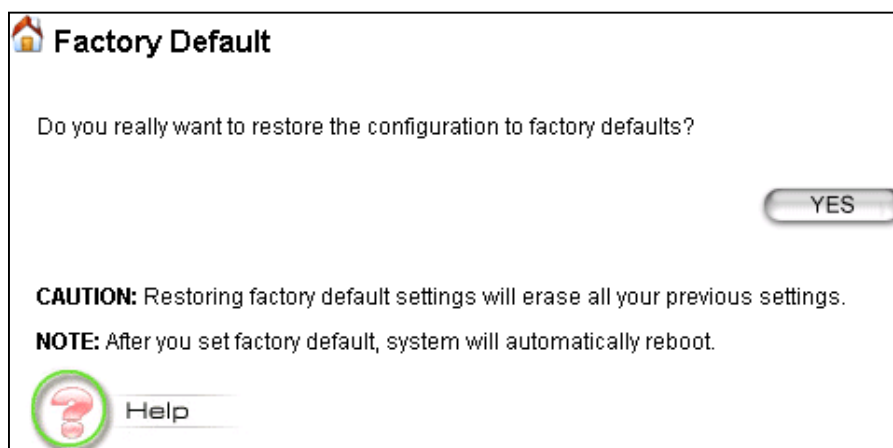 Factory Default
Do you really want to restore the configuration to factory defaults?
YES
CAUTION: Restoring factory default settings will erase all your previous settings.
NOTE: After you set factory default, system will automatically reboot.
Help